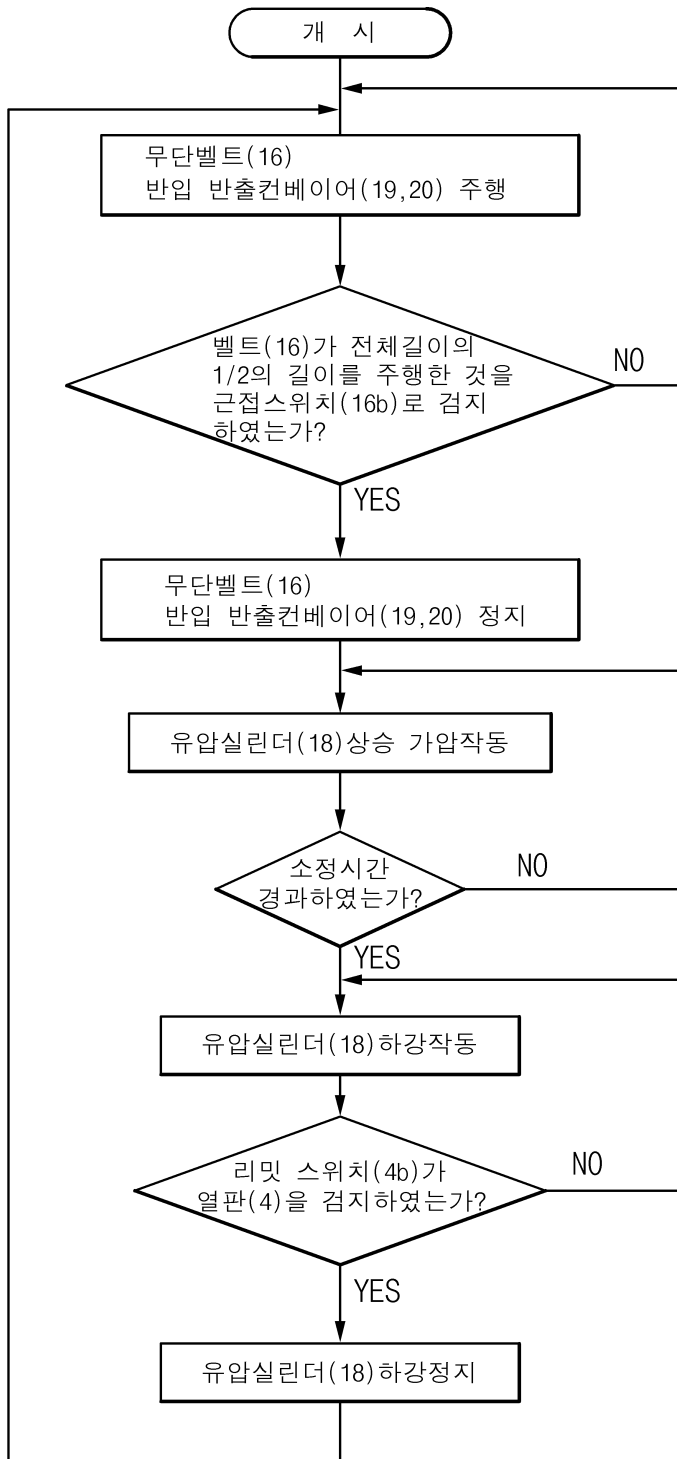 개 시
무단벨트(16)
반입 반출컨베이어(19,20) 주행
벨트(16)가 전체길이의
1/2의 길이를 주행한 것을
근접스위치(16b)로 검지
하였는가?
NO
YES
무단벨트(16)
반입 반출컨베이어(19,20) 정지
유압실린더(18)상승 가압작동
소정시간
경과하였는가?
NO
YES
유압실린더(18)하강작동
리밋 스위치(4b)가
열판(4)을 검지하였는가?
NO
YES
유압실린더(18)하강정지